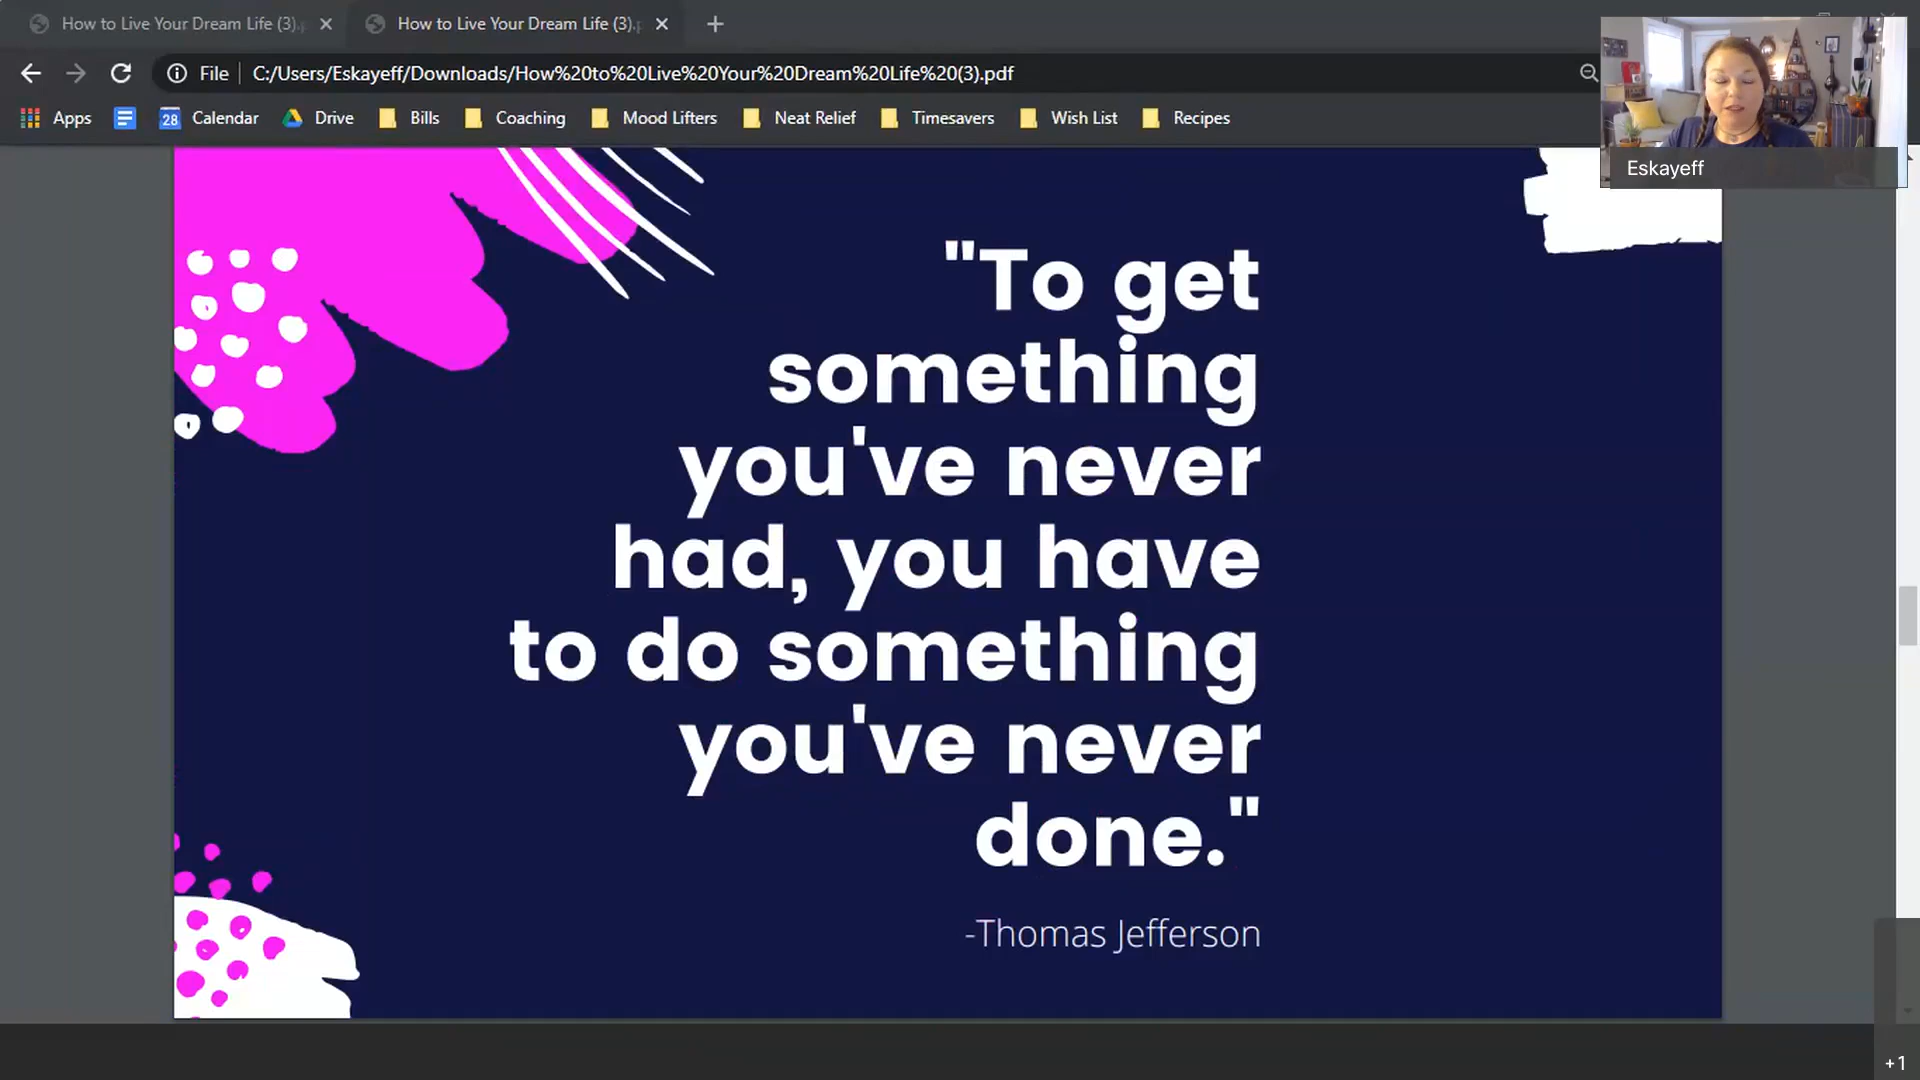 How to Live Your Dream Life (3).
How to Live Your Dream Life (3).p
File
C:/Users/Eskayeff/Downloads/How%20to%20Live%20Your%20Dream%20Life%20(3).pdf
Apps
28
Calendar
Drive
Bills
Coaching
Mood Lifters
Neat Relief
Timesavers
Wish List
Recipes
Eskayeff
"To get
something
you've never
had, you have
to do something
you've never
done."
-Thomas Jefferson
+1